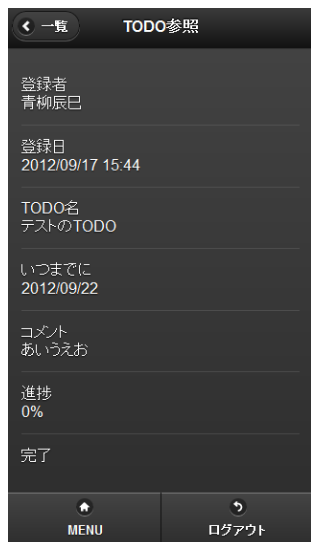 一覧
TODO参照
登録者
青柳辰巳
登録日
2012/09/17 15:44
TODO名
テストのTODO
いつまでに
2012/09/22
コメント
あいうえお
進捗
0%
完了
MENU
ログアウト